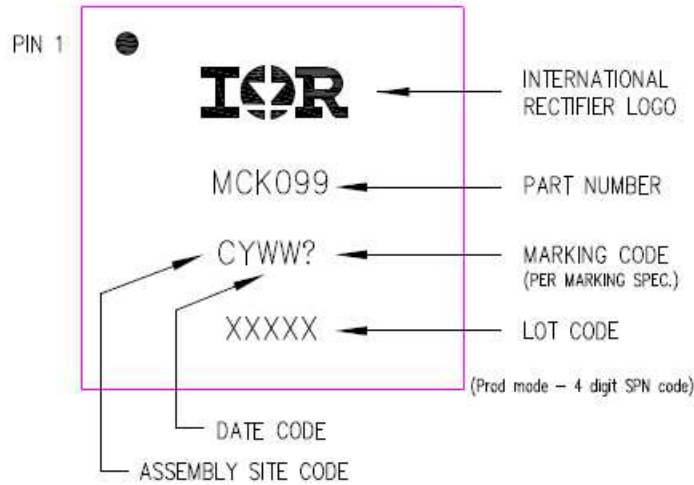 PIN 1
IOR
INTERNATIONAL
RECTIFIER LOGO
MCK099
PART NUMBER
CYWW?
MARKING CODE
(PER MARKING SPEC.)
XXXXX
LOT CODE
(Prod mode – 4 digit SPN code)
DATE CODE
ASSEMBLY SITE CODE